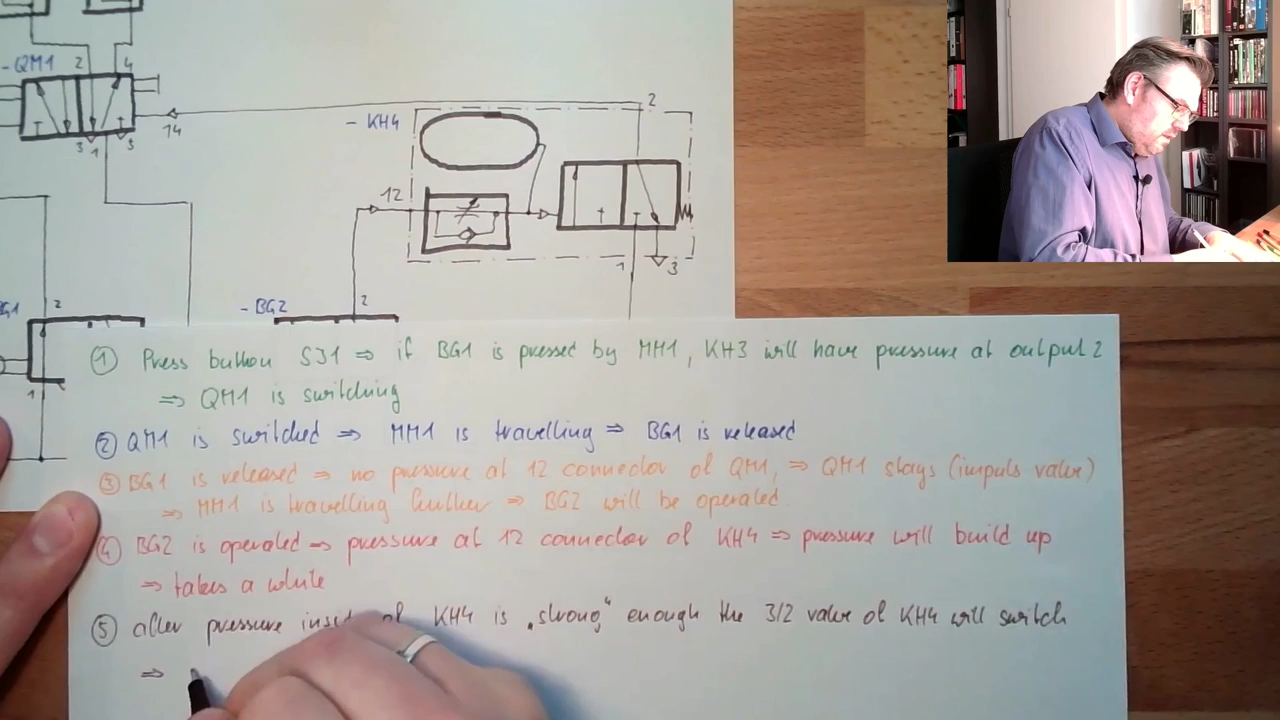 - QM1 2 4
14
3 1 3
- KH4
2
12
1 3
BG1 2
- BG2 2
1
① Press button SJ1 ⇒ if BG1 is pressed by MM1, KH3 will have pressure at output 2
⇒ QM1 is switching
② QM1 is switched ⇒ MM1 is travelling ⇒ BG1 is released
③ BG1 is released ⇒ no pressure at 12 connector of QM1, ⇒ QM1 stays (impuls valve)
⇒ MM1 is travelling further ⇒ BG2 will be operated
④ BG2 is operated ⇒ pressure at 12 connector of KH4 ⇒ pressure will build up
⇒ takes a while
⑤ after pressure inside of KH4 is „strong“ enough the 3/2 valve of KH4 will switch
⇒